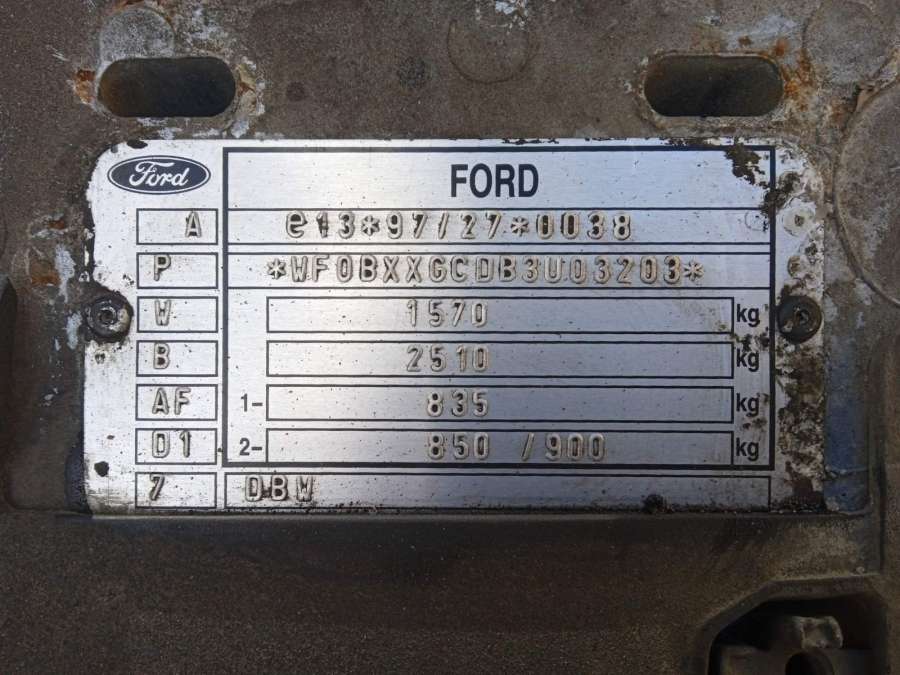 Ford FORD
A e13*97/27*0038
P *WF0BXXGCDB3U03203*
W 1570 kg
B 2510 kg
AF 1- 835 kg
D1 2- 850 /900 kg
7 DBW